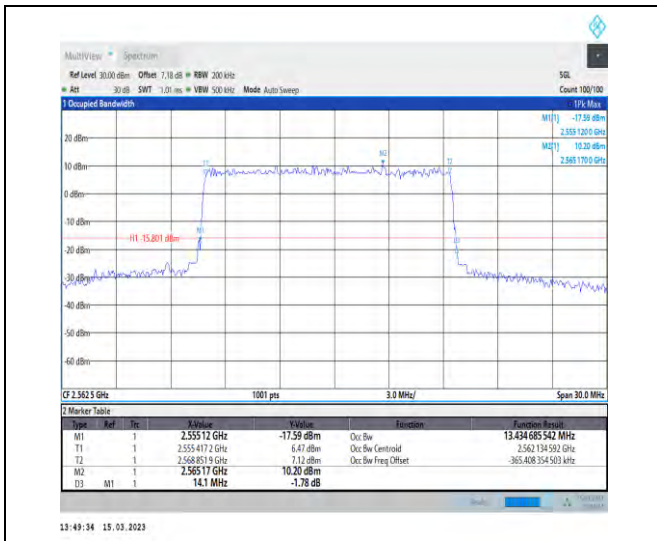 MultiView Spectrum
Ref Level 30.00 dBm Offset 7.18 dB RBW 200 kHz SGL
Att 30 dB SWT 1.01 ms VBW 500 kHz Mode Auto Sweep Count 100/100
1 Occupied Bandwidth 1Pk Max
M1[1] -17.59 dBm
2.555 120 0 GHz
20 dBm
M2[1] 10.20 dBm
2.565 170 0 GHz
T1 M2 T2
10 dBm
0 dBm
-10 dBm
M1
H1 -15.801 dBm
D3
-20 dBm
-30 dBm
-40 dBm
-50 dBm
-60 dBm
CF 2.562 5 GHz 1001 pts 3.0 MHz/ Span 30.0 MHz
2 Marker Table
Type Ref Trc X-Value Y-Value Function Function Result
M1 1 2.555 12 GHz -17.59 dBm Occ Bw 13.434 685 542 MHz
T1 1 2.555 417 2 GHz 6.47 dBm Occ Bw Centroid 2.562 134 592 GHz
T2 1 2.568 851 9 GHz 7.12 dBm Occ Bw Freq Offset -365.408 354 503 kHz
M2 1 2.565 17 GHz 10.20 dBm
D3 M1 1 14.1 MHz -1.78 dB
13:49:34 15.03.2023